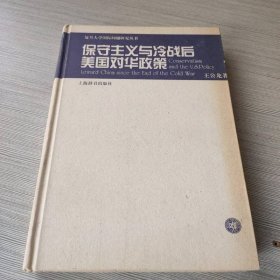 复旦大学国际问题研究丛书
保守主义与冷战后
美国对华政策
Conservatism
and the U.S.Policy
toward China since the End of the Cold War
王公龙著
上海辞书出版社